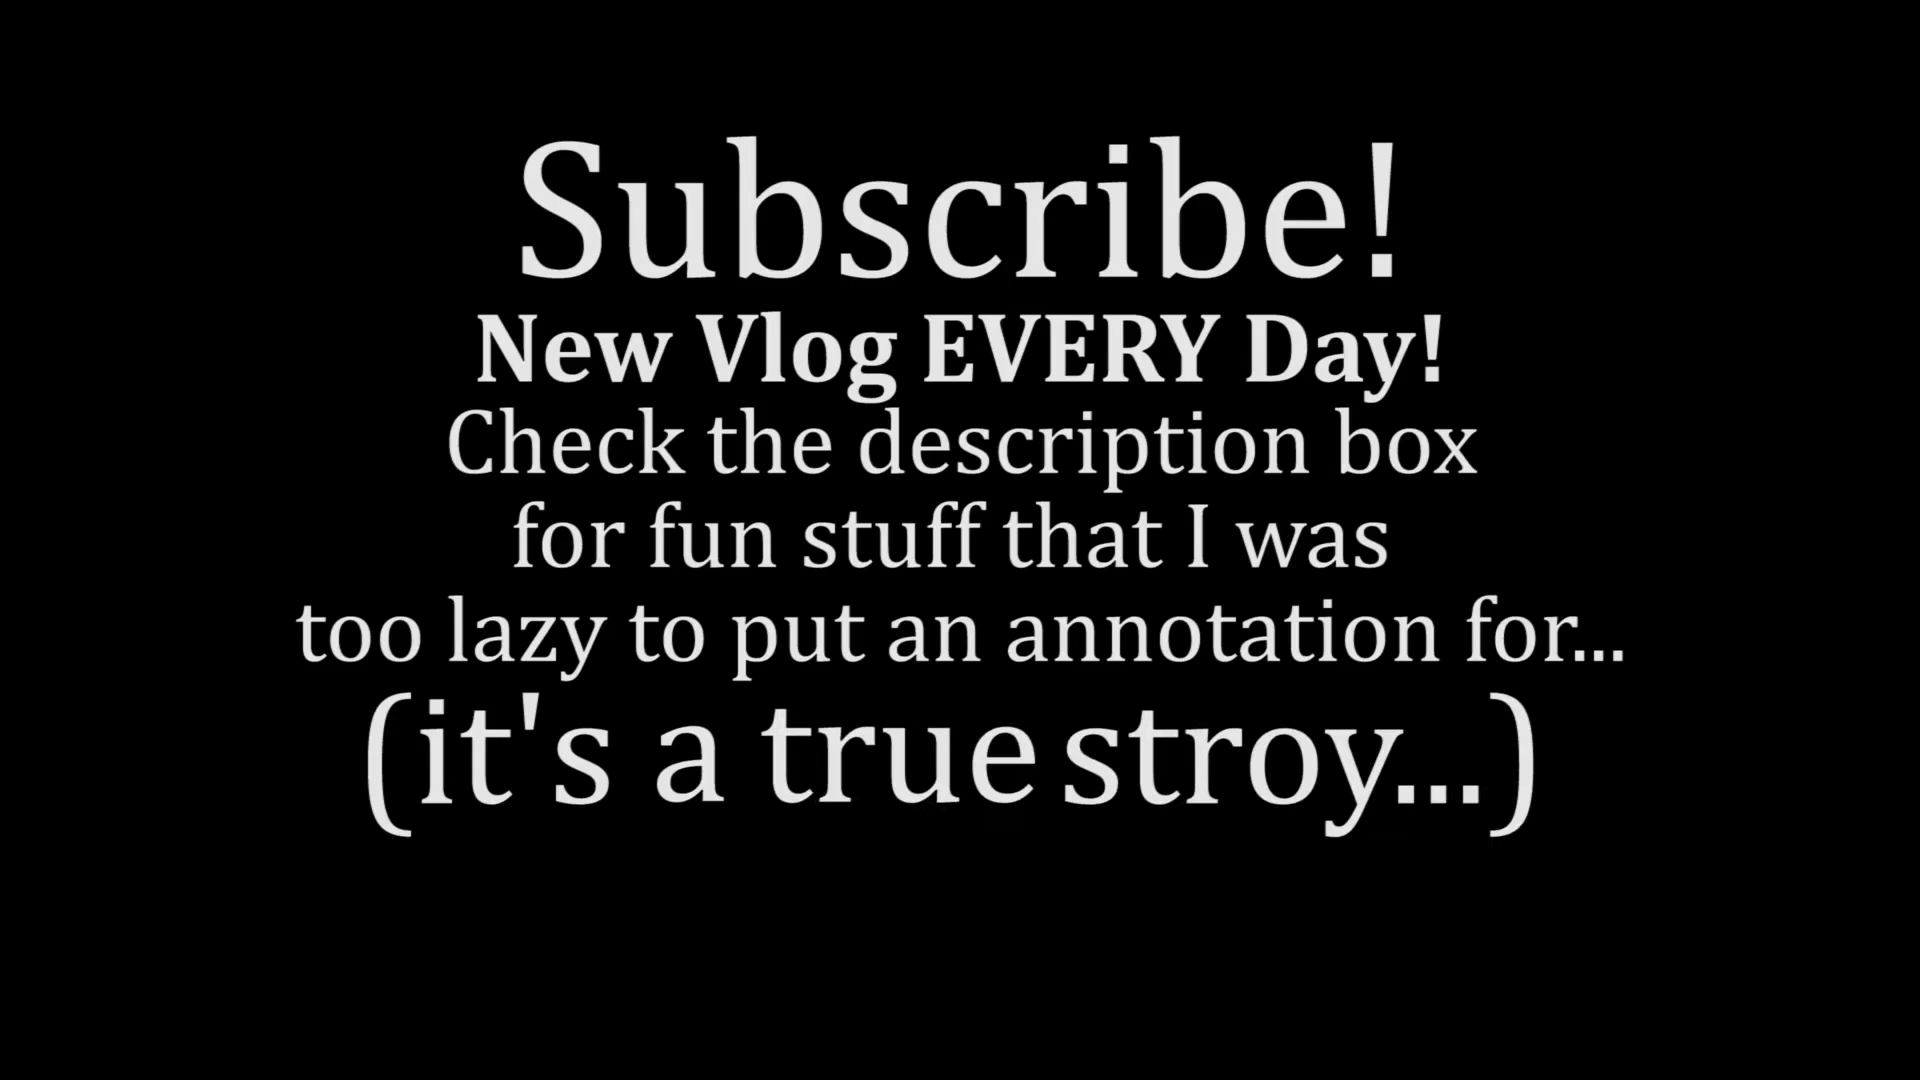 Subscribe!
New Vlog EVERY Day!
Check the description box
for fun stuff that I was
too lazy to put an annotation for...
(it's a true stroy...)